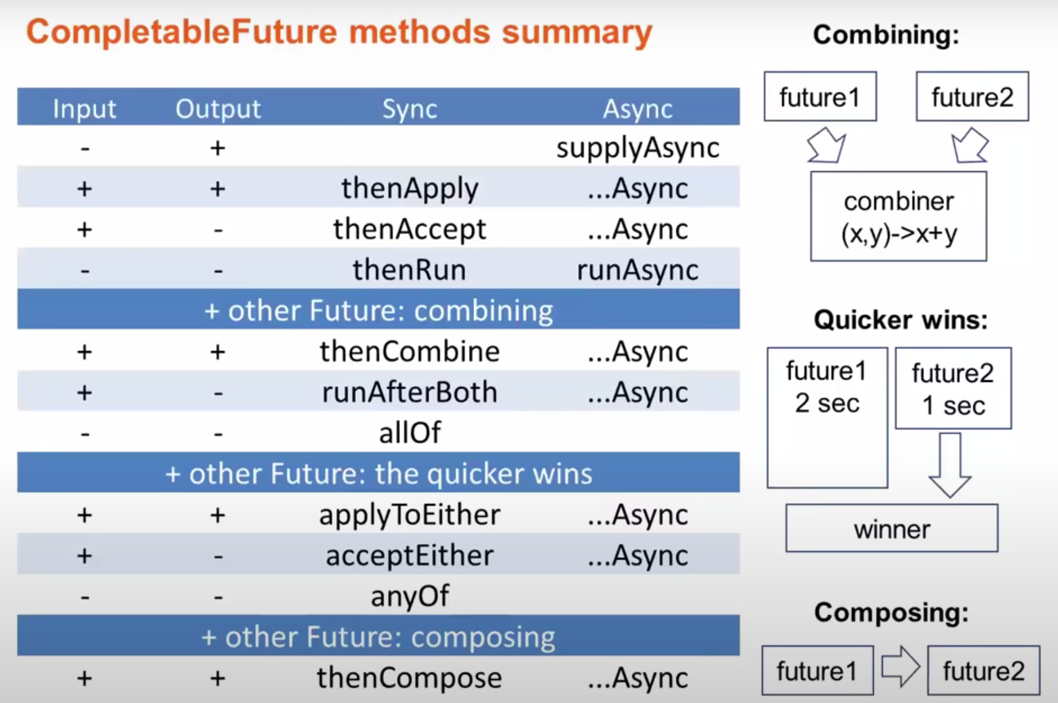 CompletableFuture methods summary
Input Output Sync Async
- + supplyAsync
+ + thenApply ...Async
+ - thenAccept ...Async
- - thenRun runAsync
+ other Future: combining
+ + thenCombine ...Async
+ - runAfterBoth ...Async
- - allOf
+ other Future: the quicker wins
+ + applyToEither ...Async
+ - acceptEither ...Async
- - anyOf
+ other Future: composing
+ + thenCompose ...Async
Combining:
future1 future2
combiner
(x,y)->x+y
Quicker wins:
future1
2 sec
future2
1 sec
winner
Composing:
future1 future2